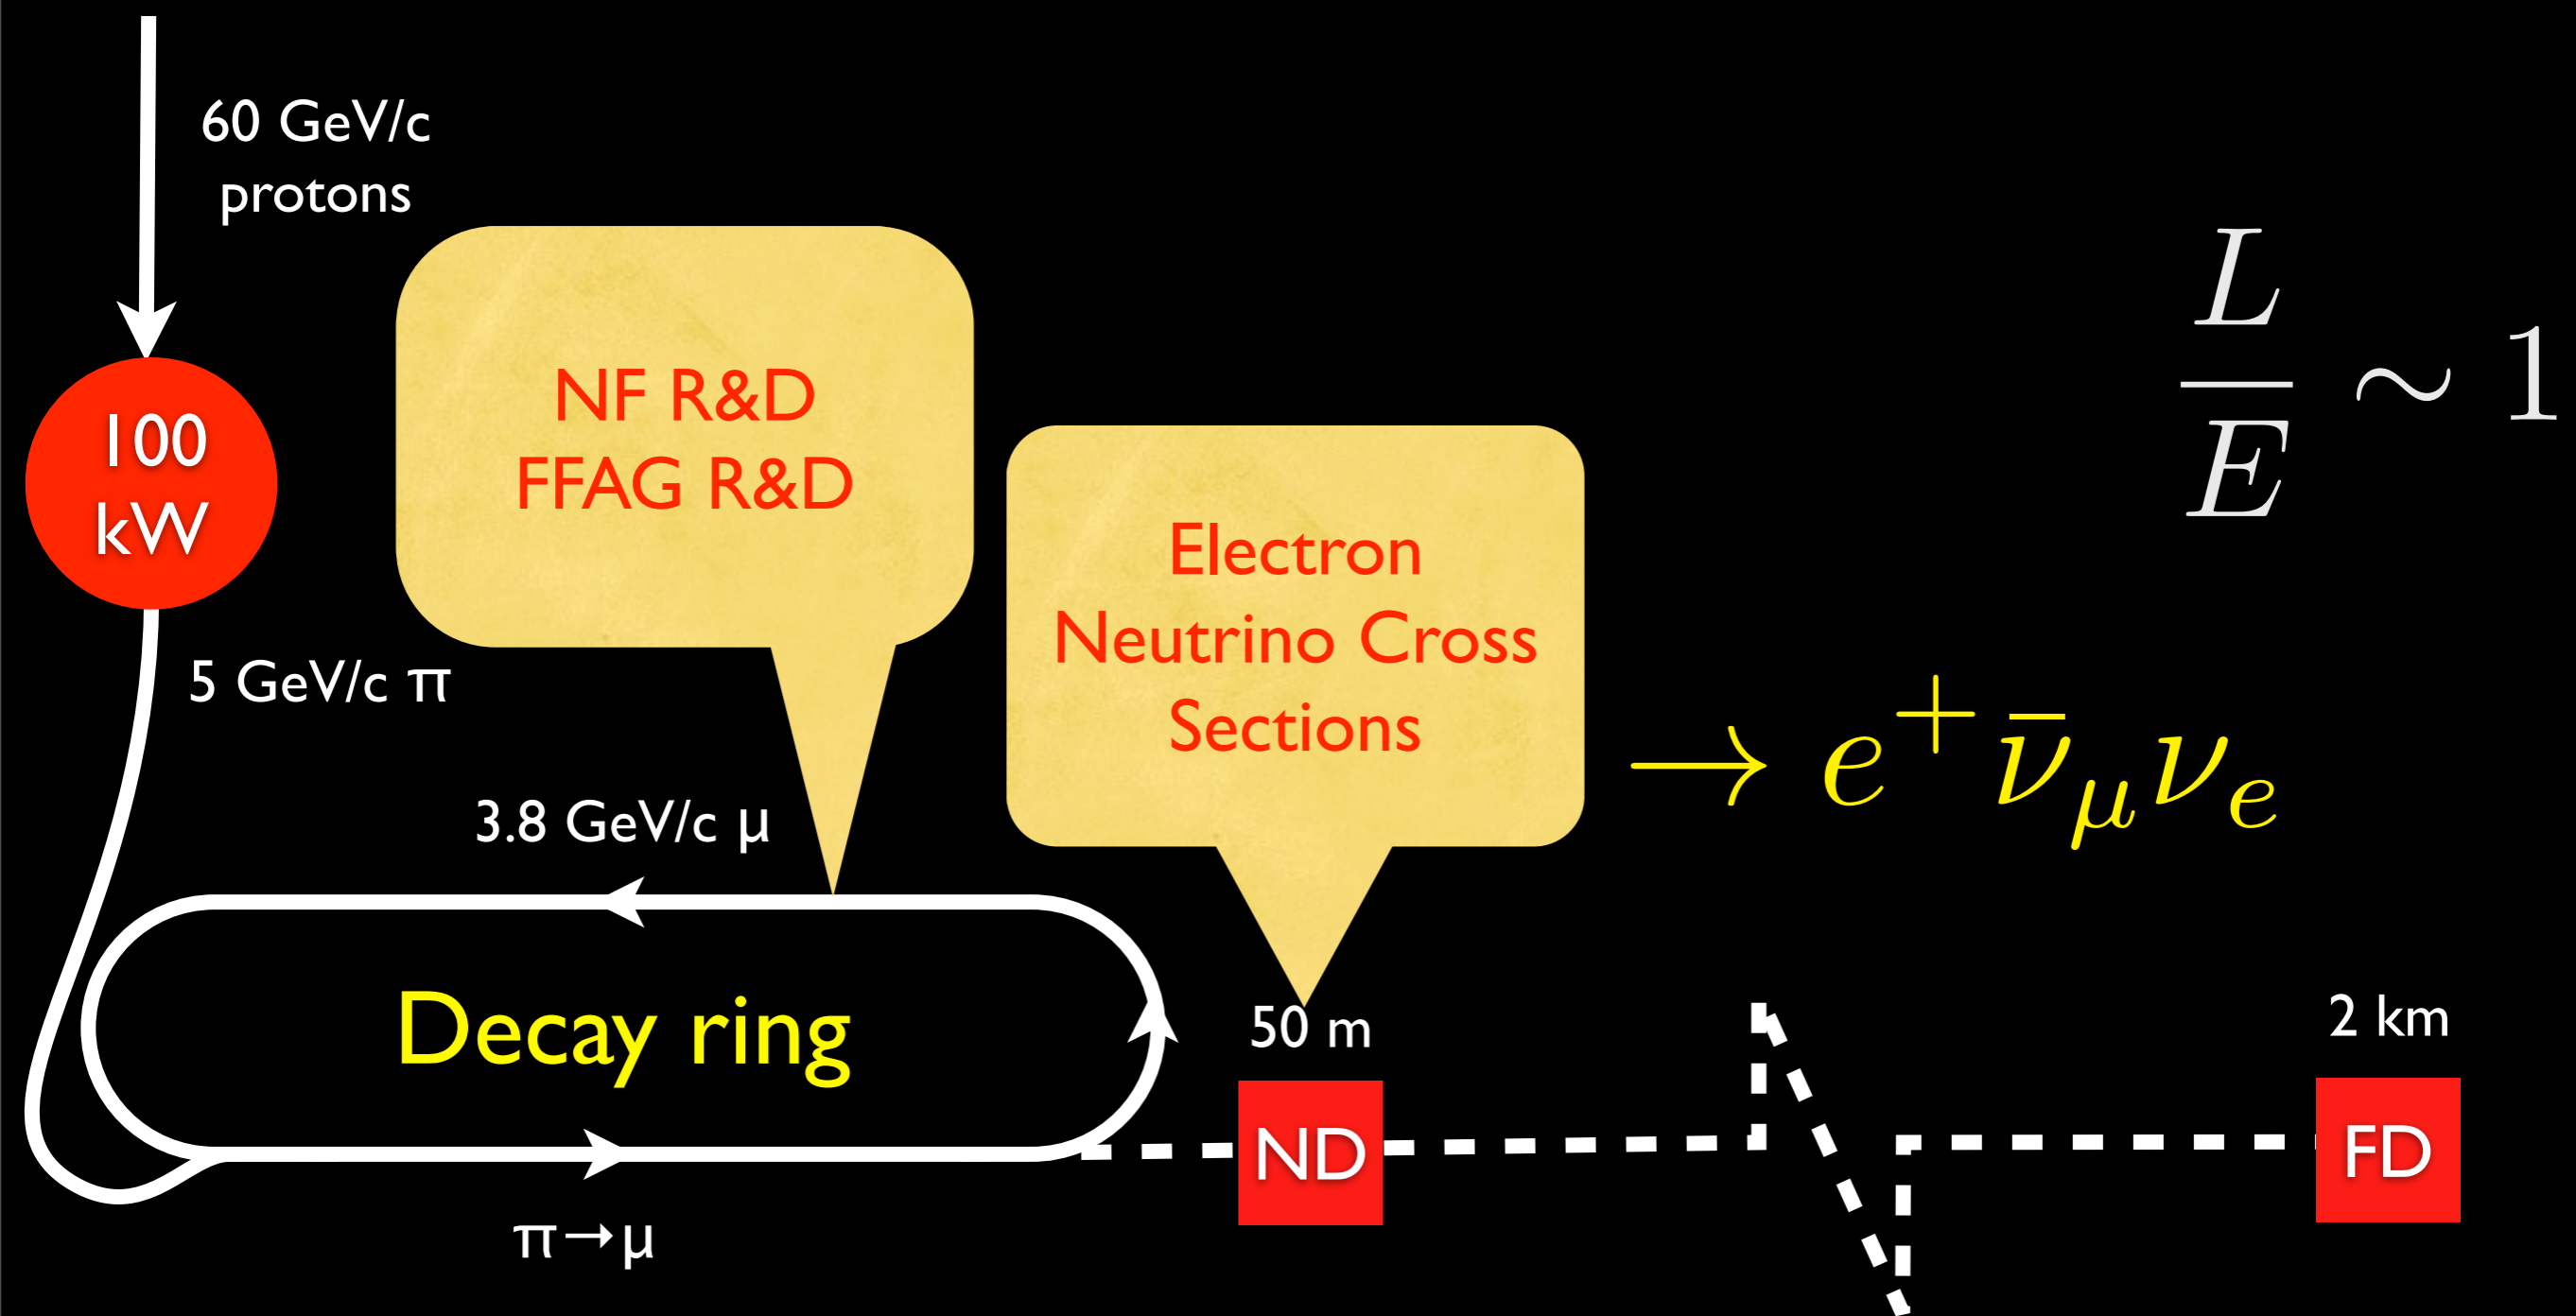 60 GeV/c
protons
100
kW
NF R&D
FFAG R&D
Electron
Neutrino Cross
Sections
L
E
~ 1
5 GeV/c π
→ e⁺ ν̄_μ ν_e
3.8 GeV/c μ
Decay ring
50 m
2 km
ND
FD
π→μ